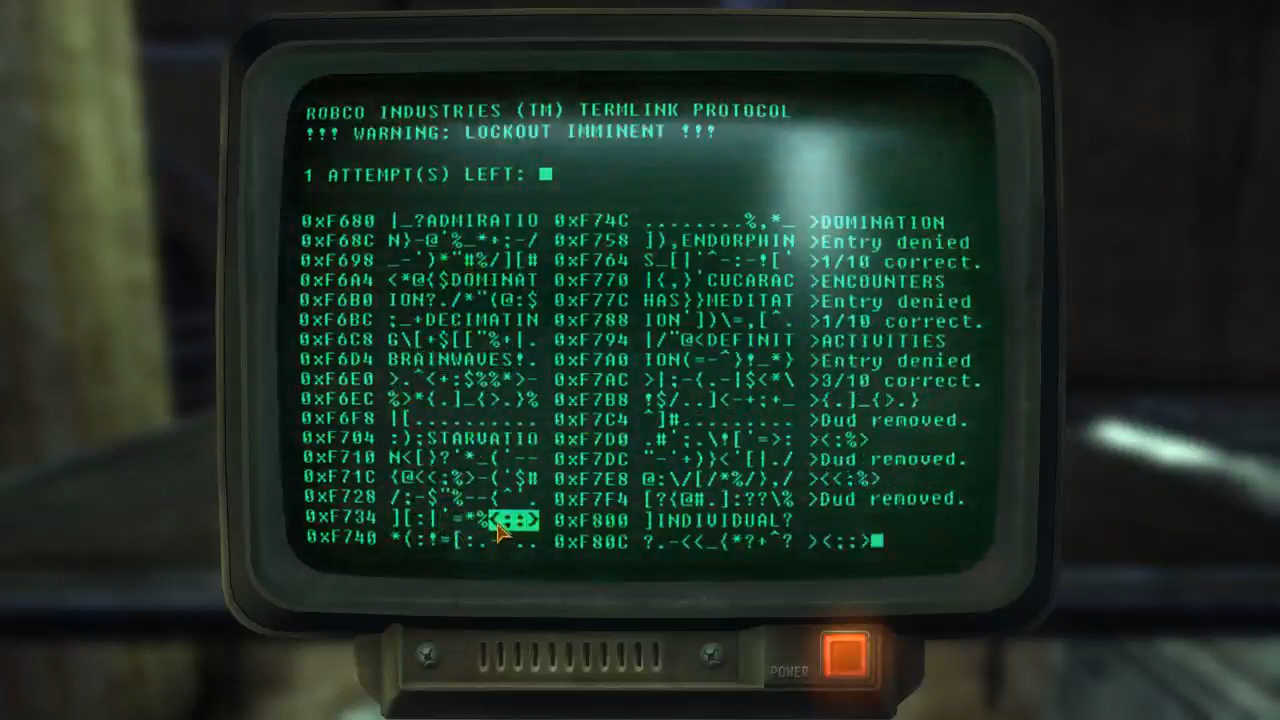 ROBCO INDUSTRIES (TM) TERMLINK PROTOCOL
!!! WARNING: LOCKOUT IMMINENT !!!
1 ATTEMPT(S) LEFT:
0xF680 |_?ADMIRATIO 0xF74C ........%,*_ >DOMINATION
0xF68C N}-@'%_*+;-/ 0xF758 ]),ENDORPHIN >Entry denied
0xF698 _-')*"#%/][# 0xF764 S_[|'^-:-![' >1/10 correct.
0xF6A4 <*@{$DOMINAT 0xF770 |{,}'CUCARAC >ENCOUNTERS
0xF6B0 ION?./*"(@:$ 0xF77C HAS}}MEDITAT >Entry denied
0xF6BC ;_+DECIMATIN 0xF788 ION'])\=,[^. >1/10 correct.
0xF6C8 G\[+$[["%+|. 0xF794 |/"@<DEFINIT >ACTIVITIES
0xF6D4 BRAINWAVES!. 0xF7A0 ION(=-^}!_*} >Entry denied
0xF6E0 >.^<+:$%%*>- 0xF7AC >|;-{.-|$<*\ >3/10 correct.
0xF6EC %>*{.]_{>.}% 0xF7B8 !$/..]<-+;+_ >{.]_{>.}
0xF6F8 |[.......... 0xF7C4 ^]#......... >Dud removed.
0xF704 :);STARVATIO 0xF7D0 .#';.\!['=>: ><:%>
0xF710 N<[}?'*_('-- 0xF7DC "-'+)}<'[|./ >Dud removed.
0xF71C {@<<:%>-('$# 0xF7E8 @:\/[/*%/},/ ><<:%>
0xF728 /;-$"%--{^'. 0xF7F4 [?{@#.]:??\% >Dud removed.
0xF734 ][:|'=*%<;:> 0xF800 ]INDIVIDUAL?
0xF740 *(:!=[:.-... 0xF80C ?.-<<_{*?+^? ><;:>
POWER